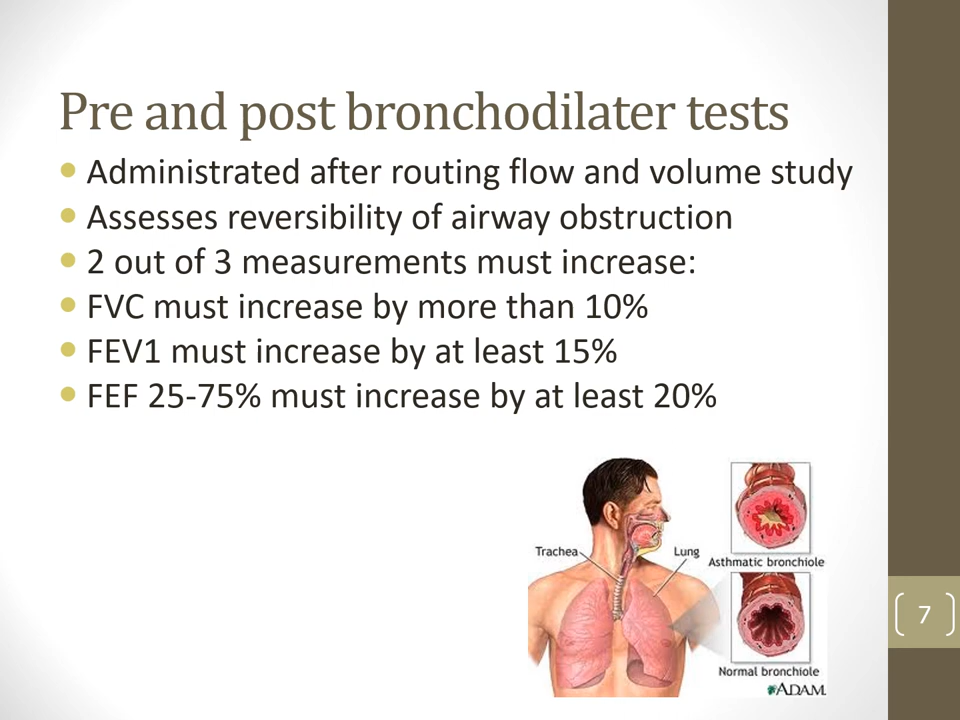 Pre and post bronchodilater tests
Administrated after routing flow and volume study
Assesses reversibility of airway obstruction
2 out of 3 measurements must increase:
FVC must increase by more than 10%
FEV1 must increase by at least 15%
FEF 25-75% must increase by at least 20%
Trachea
Lung
Asthmatic bronchiole
Normal bronchiole
ADAM.
7